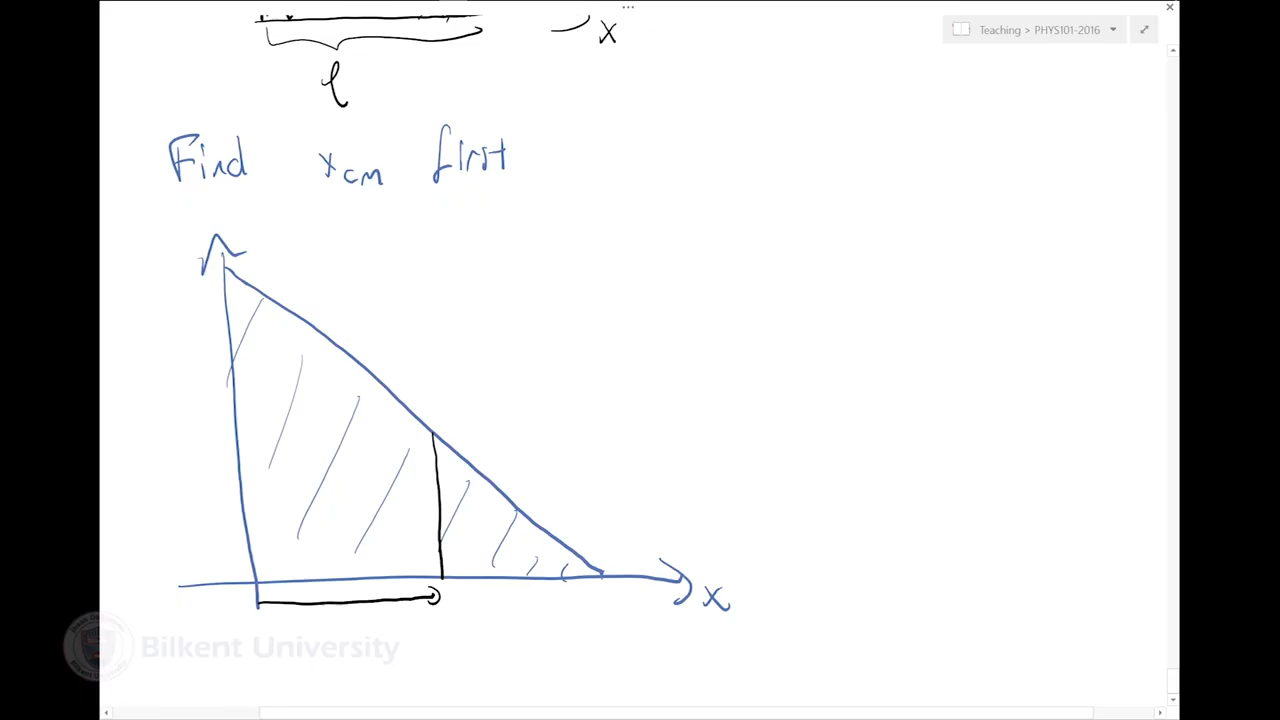 Teaching > PHYS101-2016
x
ℓ
Find x_cm first
x
Bilkent University